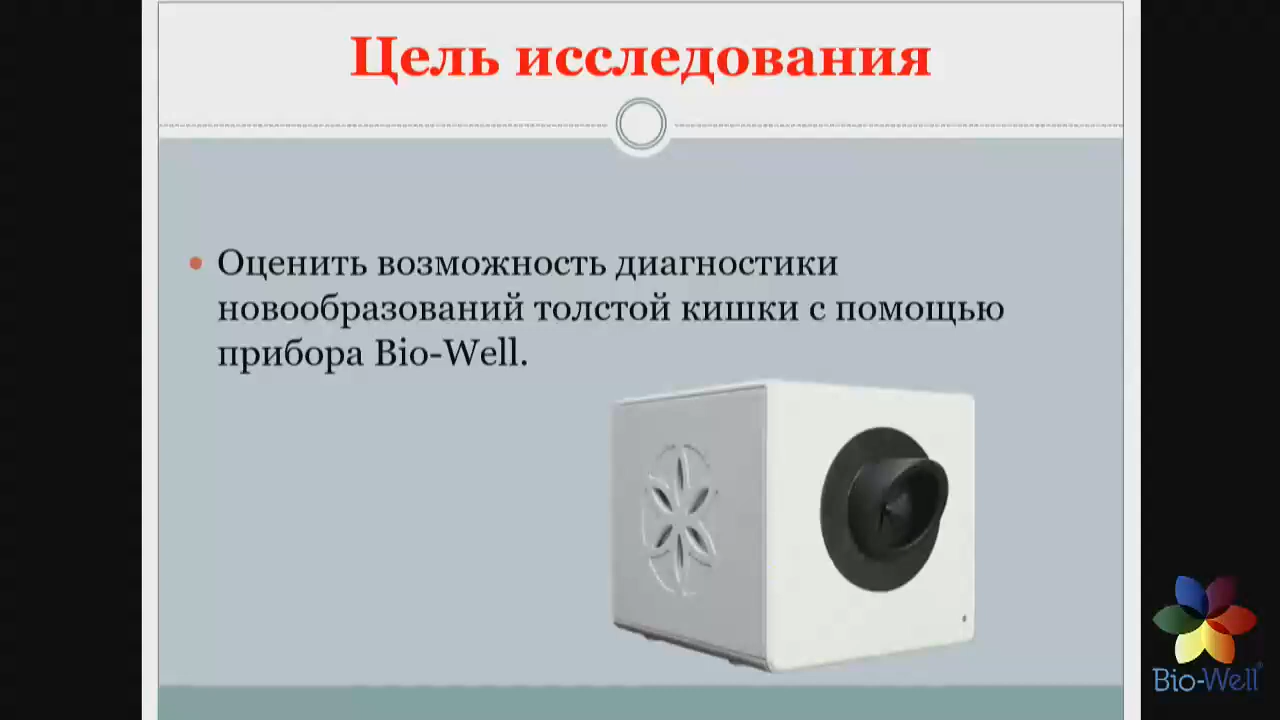 Цель исследования
Оценить возможность диагностики
новообразований толстой кишки с помощью
прибора Bio-Well.
Bio-Well®